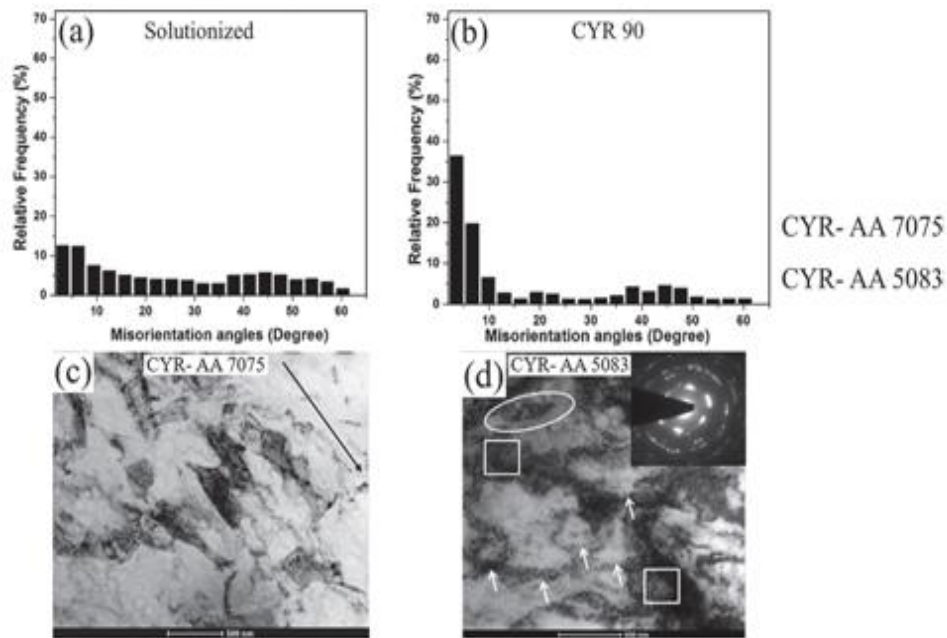 (a)
Solutionized
Relative Frequency (%)
70
60
50
40
30
20
10
0
10 20 30 40 50 60
Misorientation angles (Degree)
(b)
CYR 90
Relative Frequency (%)
70
60
50
40
30
20
10
0
10 20 30 40 50 60
Misorientation angles (Degree)
CYR- AA 7075
CYR- AA 5083
(c)
CYR- AA 7075
500 nm
(d)
CYR- AA 5083